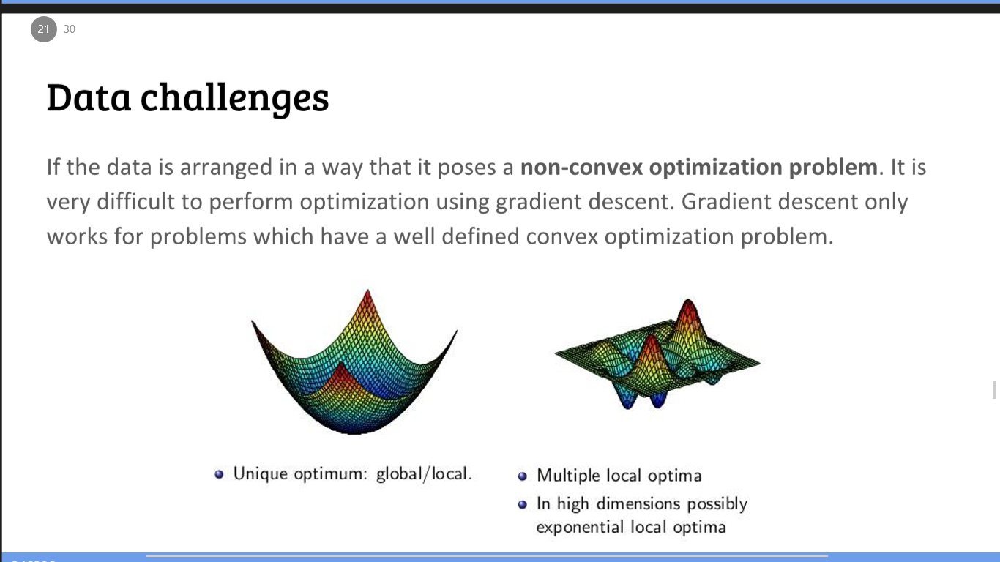 21 30
Data challenges
If the data is arranged in a way that it poses a non-convex optimization problem. It is
very difficult to perform optimization using gradient descent. Gradient descent only
works for problems which have a well defined convex optimization problem.
Unique optimum: global/local.
Multiple local optima
In high dimensions possibly
exponential local optima